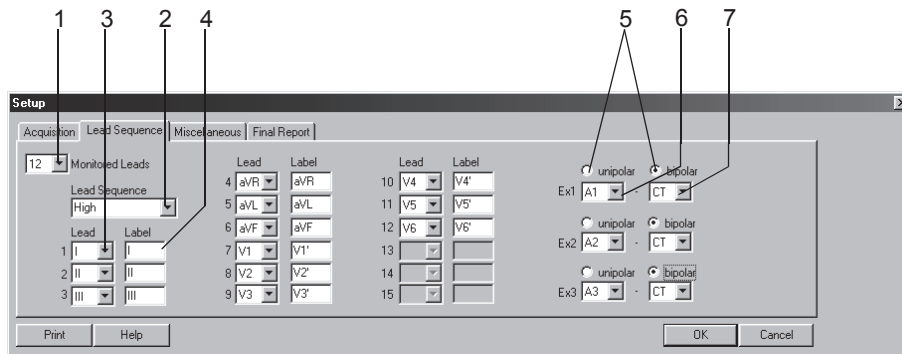 1 3 2 4 5 6 7
Setup
Acquisition Lead Sequence Miscellaneous Final Report
12 Monitored Leads
Lead Sequence
High
Lead Label
1 I I
2 II II
3 III III
Lead Label
4 aVR aVR
5 aVL aVL
6 aVF aVF
7 V1 V1'
8 V2 V2'
9 V3 V3'
Lead Label
10 V4 V4'
11 V5 V5'
12 V6 V6'
13
14
15
unipolar bipolar
Ex1 A1 - CT
unipolar bipolar
Ex2 A2 - CT
unipolar bipolar
Ex3 A3 - CT
Print Help OK Cancel